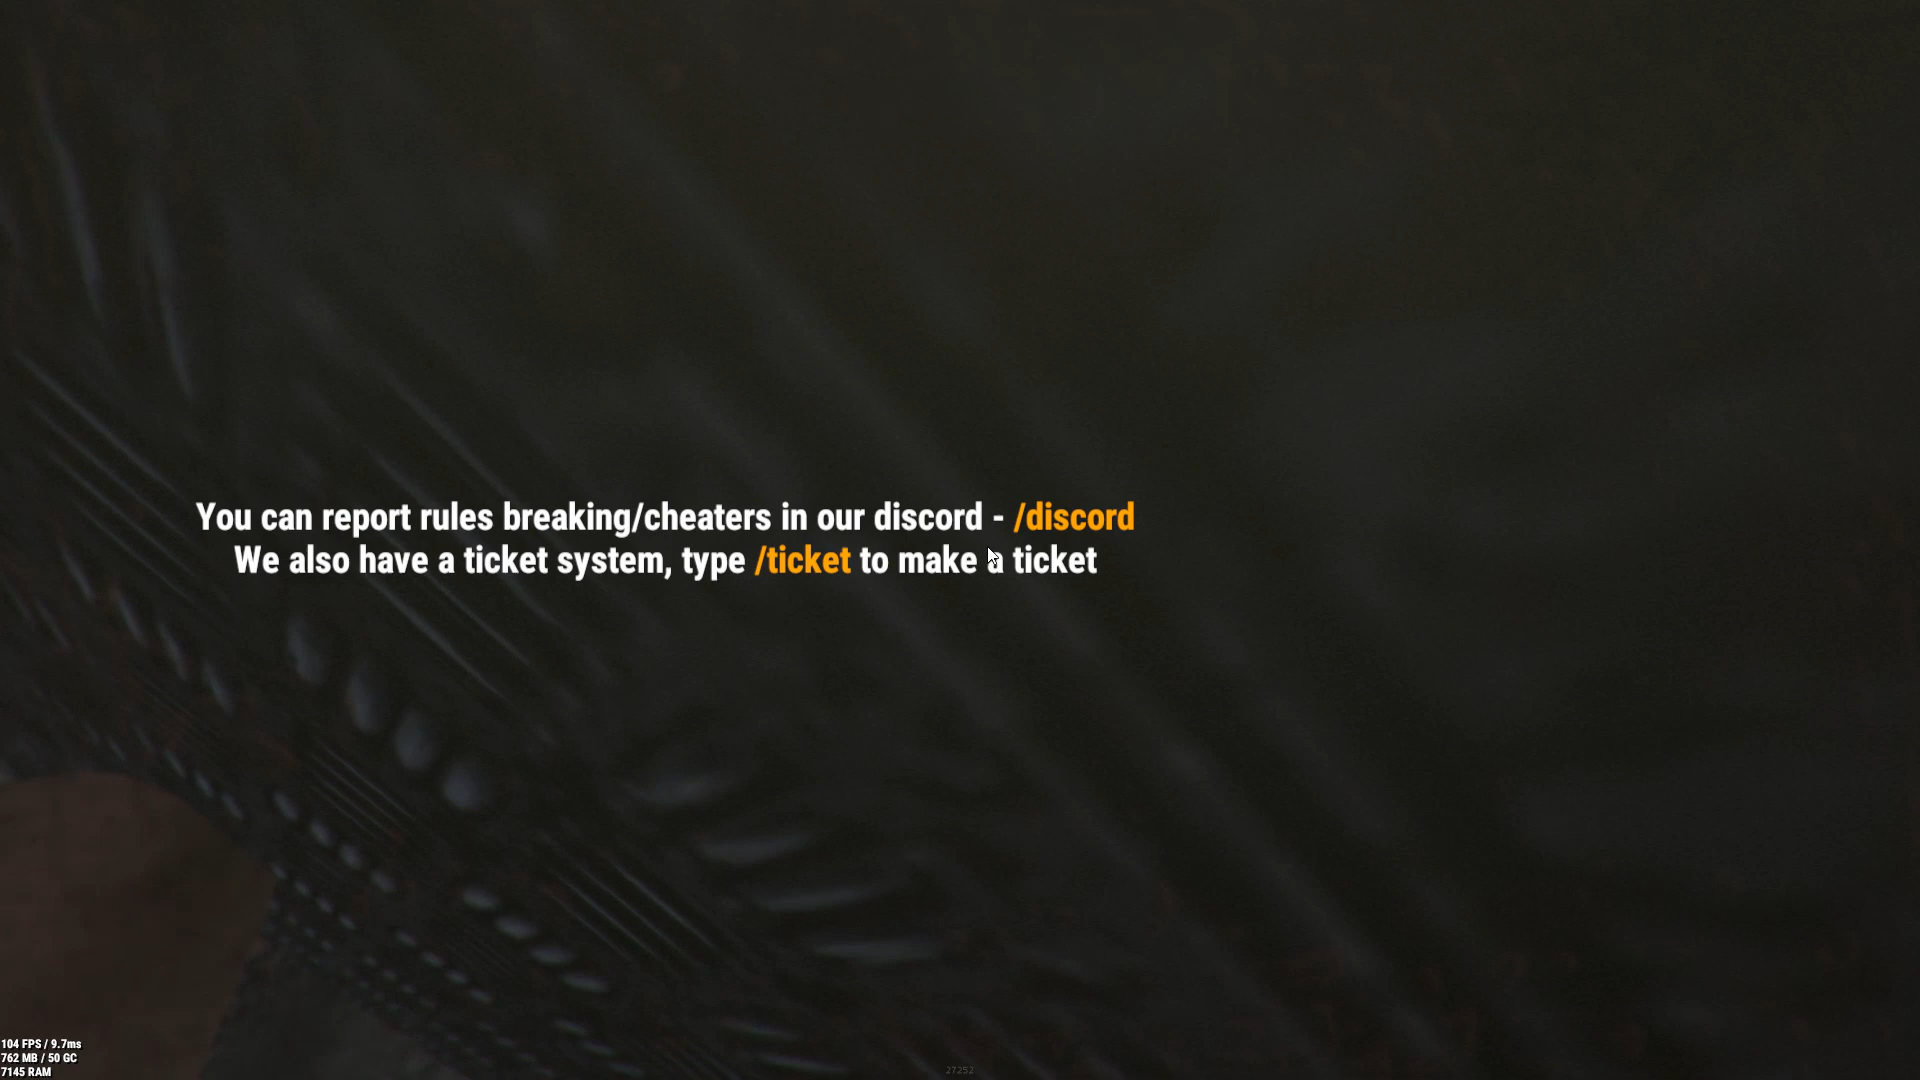 You can report rules breaking/cheaters in our discord - /discord
We also have a ticket system, type /ticket to make a ticket
104 FPS / 9.7ms
762 MB / 50 GC
7145 RAM
27252